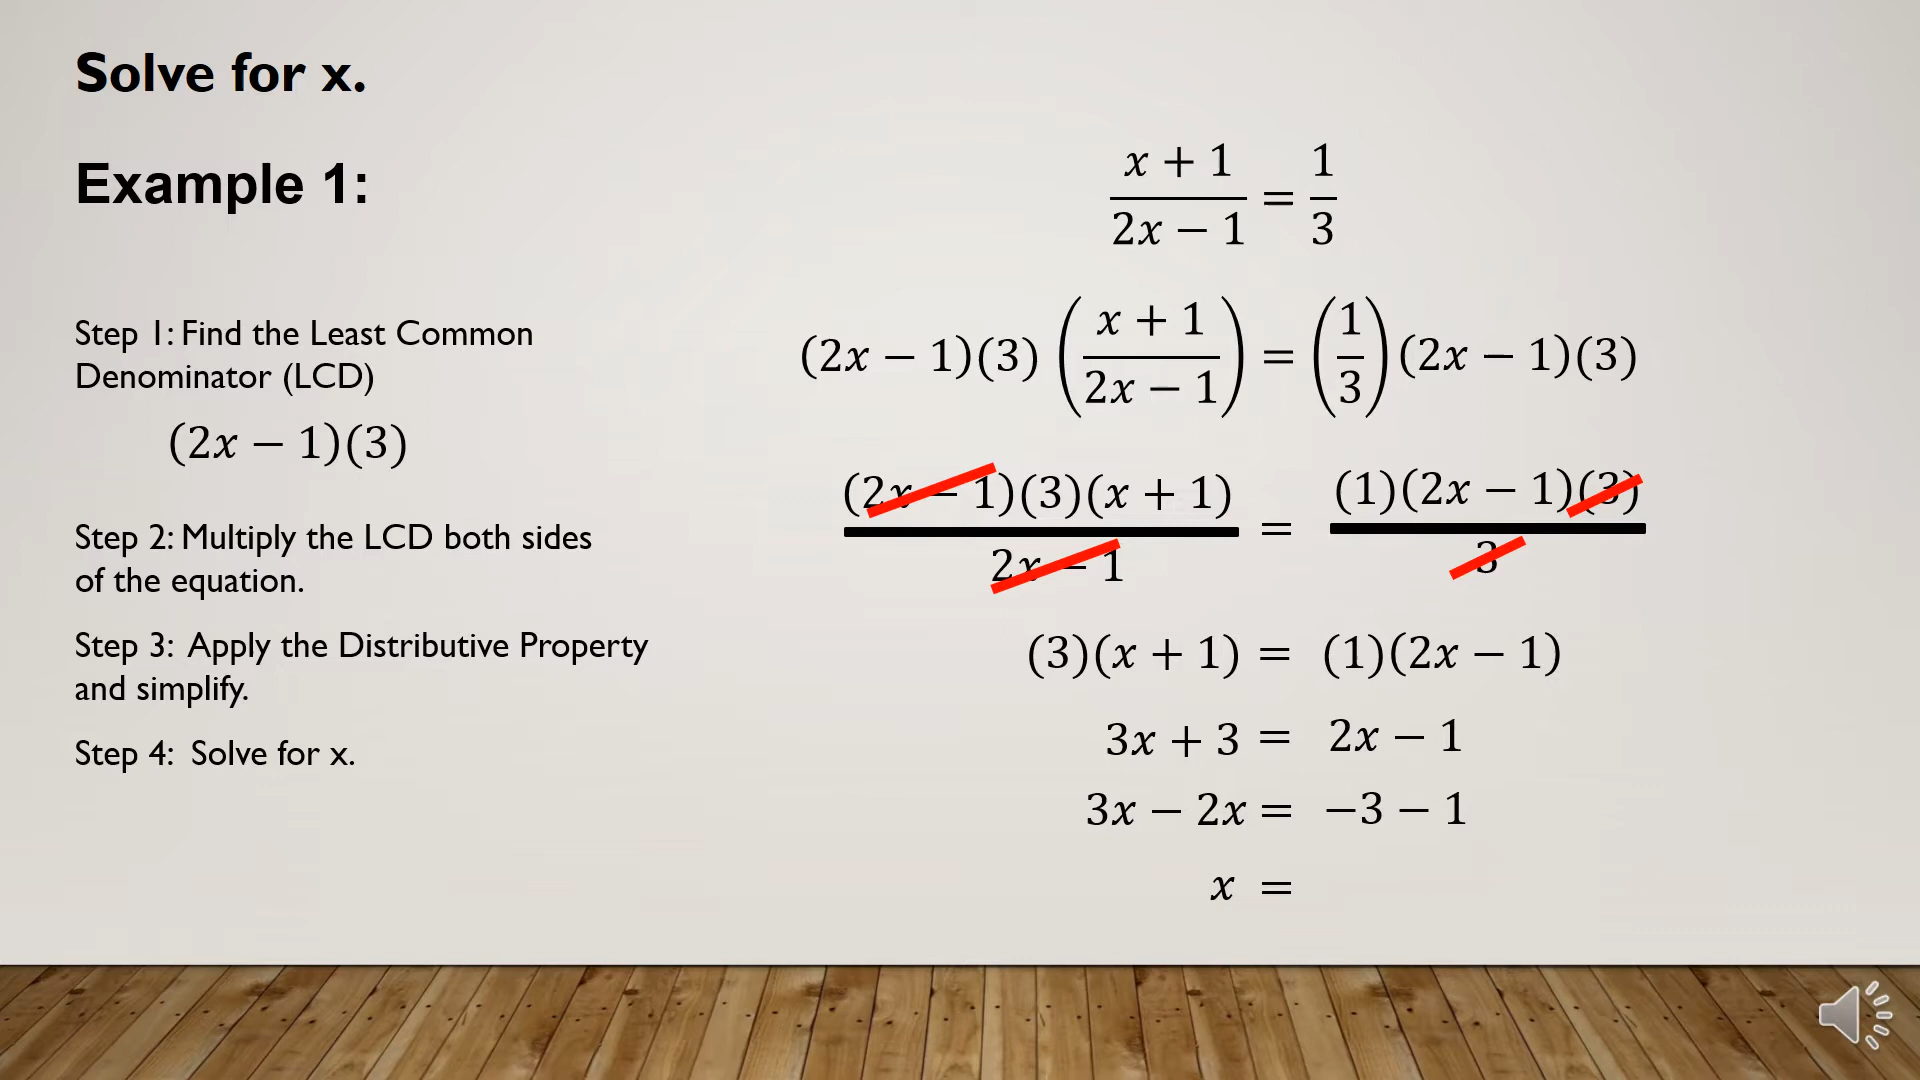 Solve for x.
Example 1:
Step 1: Find the Least Common
Denominator (LCD)
(2x − 1)(3)
Step 2: Multiply the LCD both sides
of the equation.
Step 3:  Apply the Distributive Property
and simplify.
Step 4:  Solve for x.
x + 1
2x − 1
=
1
3
(2x − 1)(3) (x + 1 / 2x − 1) = (1 / 3) (2x − 1)(3)
(2x − 1)(3)(x + 1)
2x − 1
=
(1)(2x − 1)(3)
3
(3)(x + 1) = (1)(2x − 1)
3x + 3 = 2x − 1
3x − 2x = −3 − 1
x =